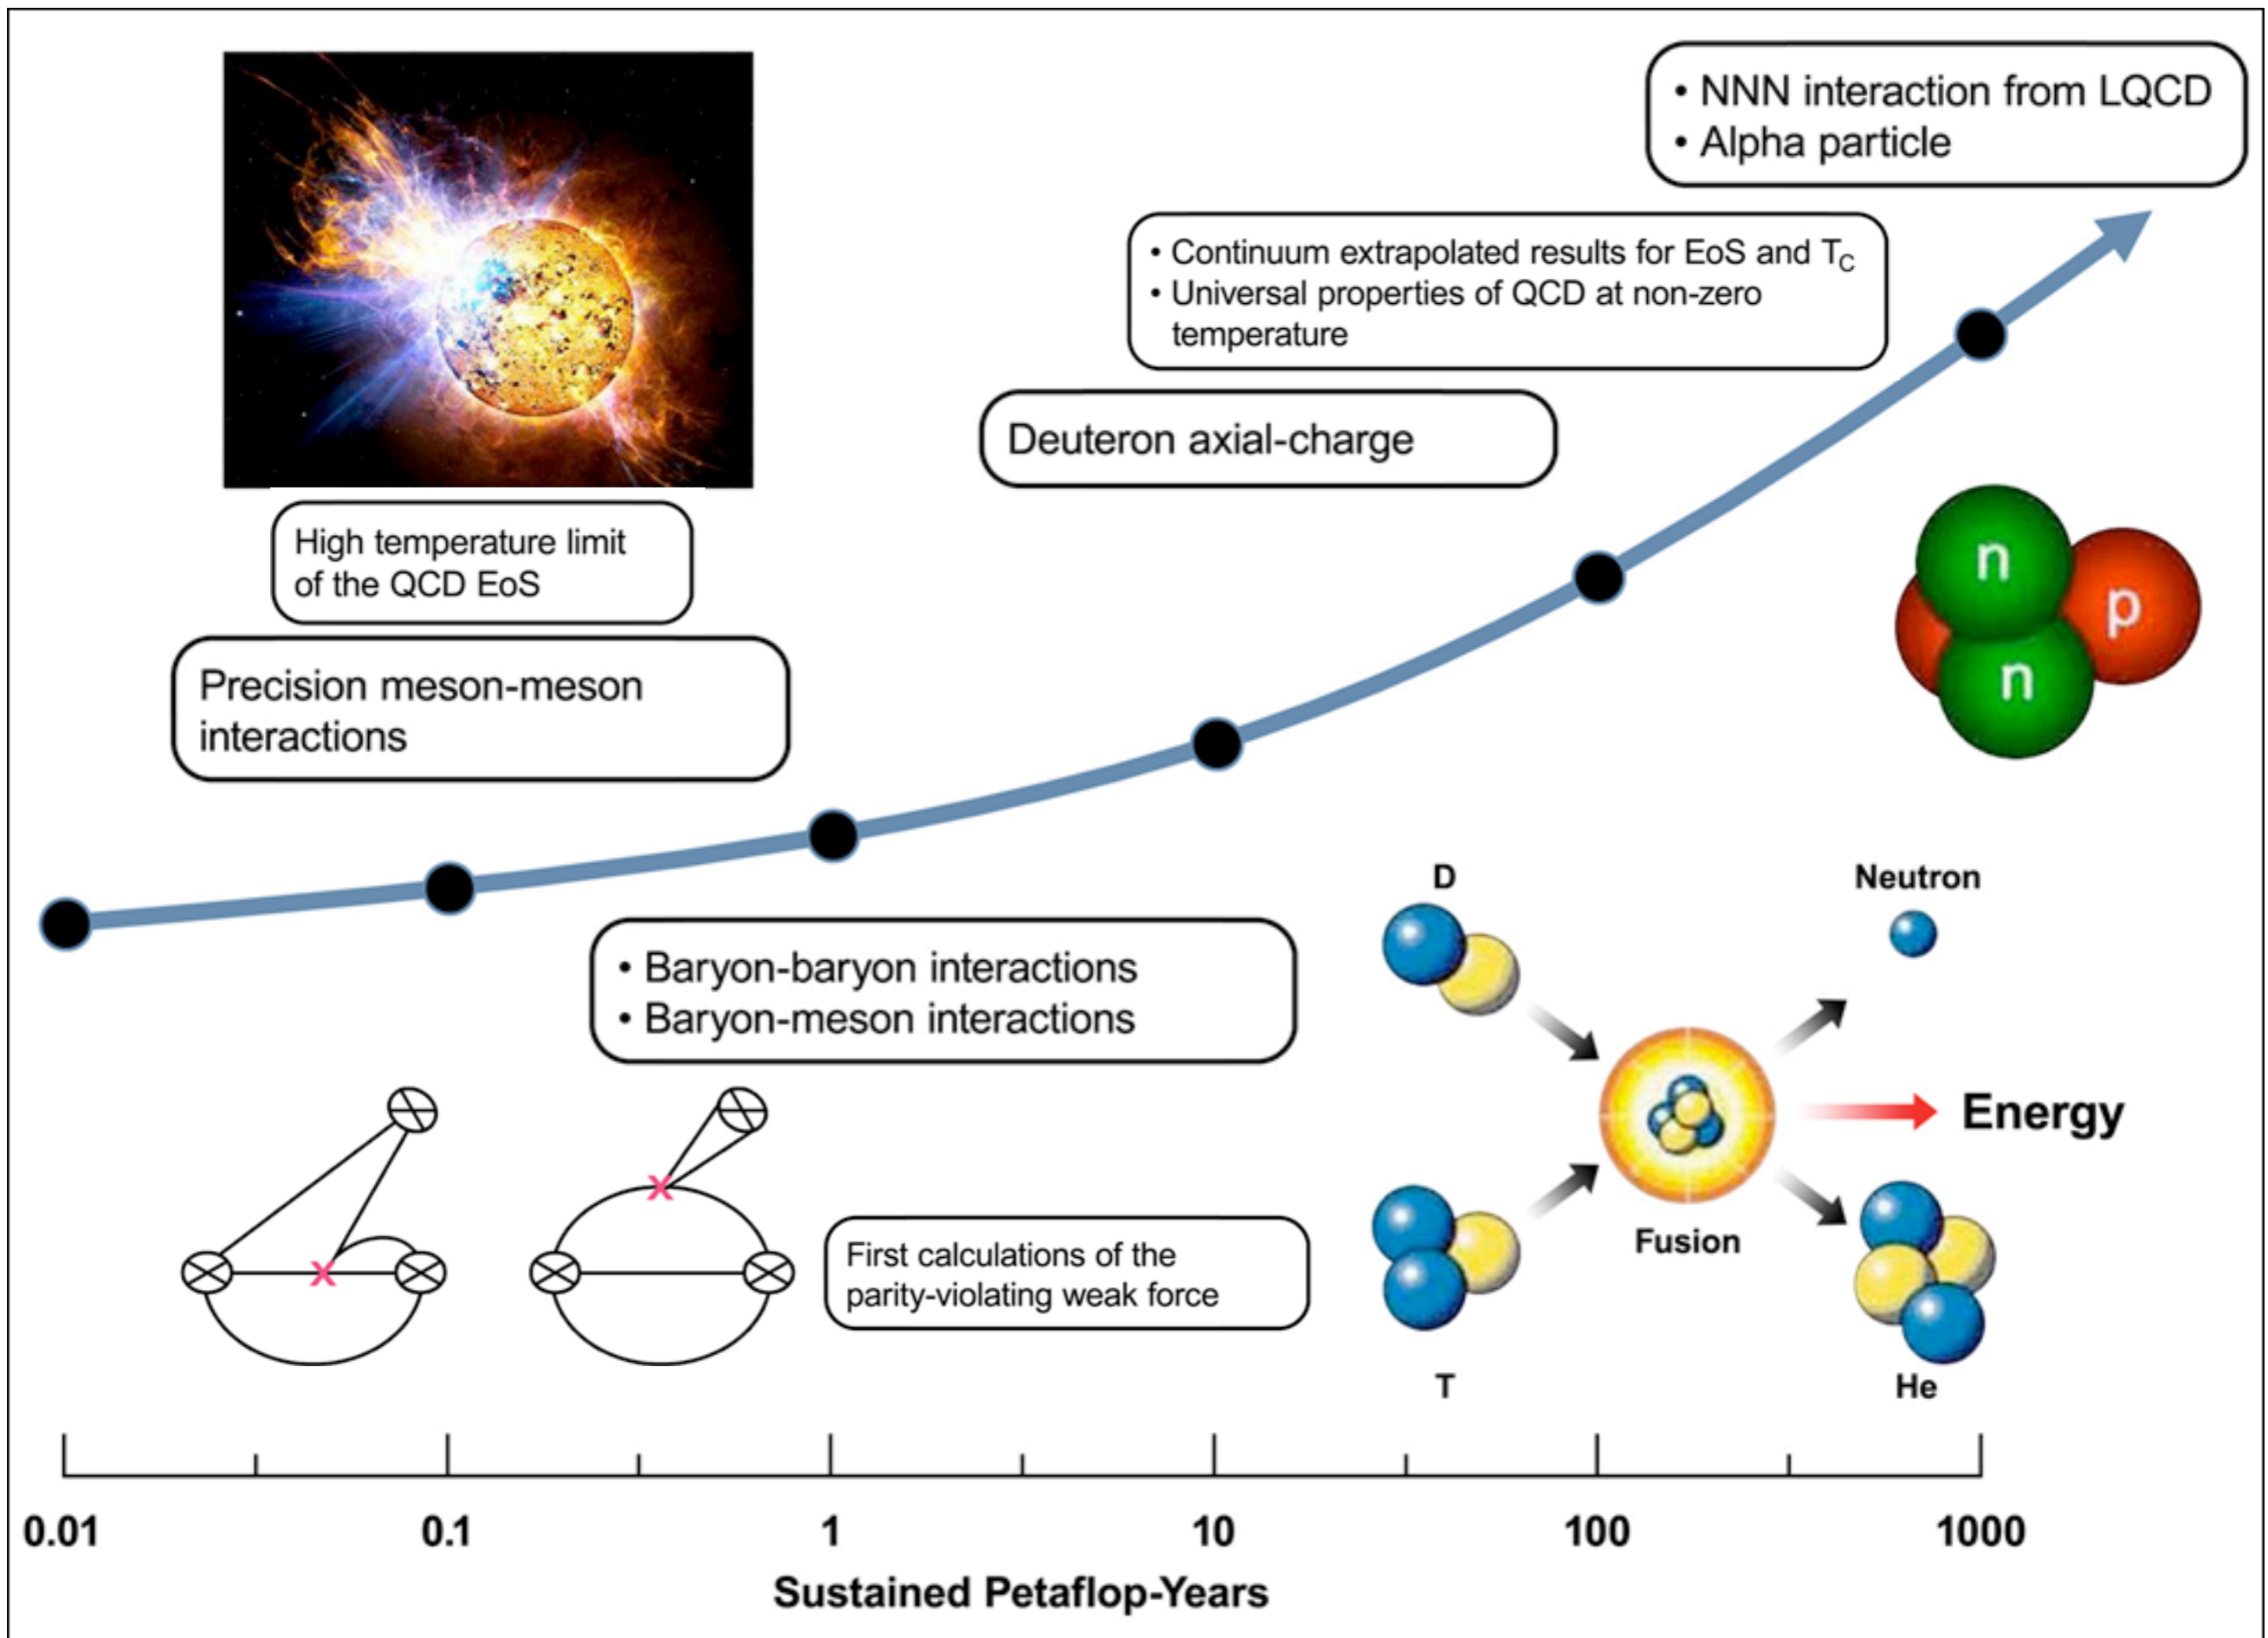 • NNN interaction from LQCD
• Alpha particle
• Continuum extrapolated results for EoS and TC
• Universal properties of QCD at non-zero
temperature
Deuteron axial-charge
High temperature limit
of the QCD EoS
Precision meson-meson
interactions
n
p
n
D
Neutron
• Baryon-baryon interactions
• Baryon-meson interactions
Energy
Fusion
First calculations of the
parity-violating weak force
T
He
0.01 0.1 1 10 100 1000
Sustained Petaflop-Years